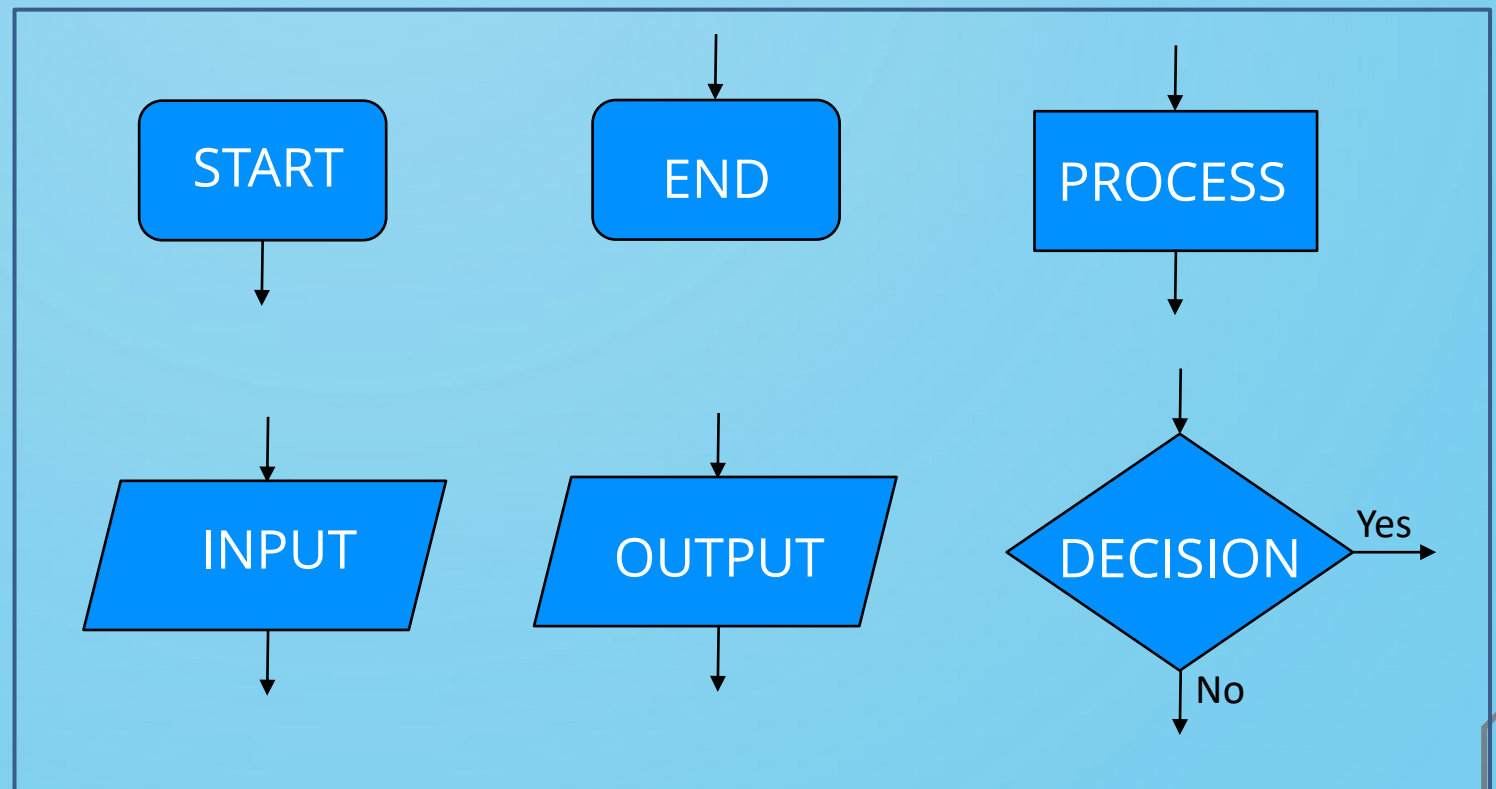 START
END
PROCESS
INPUT
OUTPUT
DECISION
Yes
No